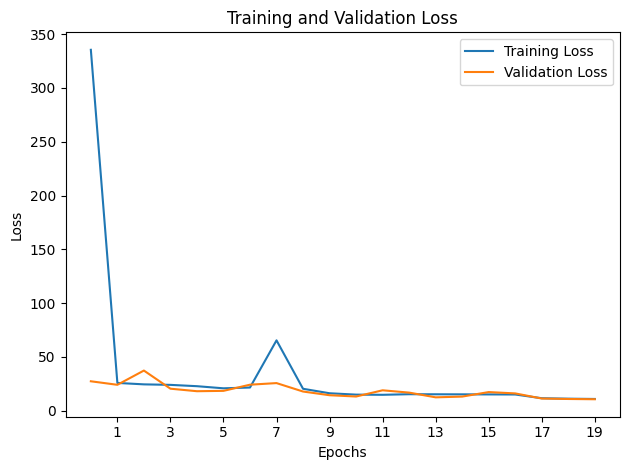 Training and Validation Loss
350
300
250
200
150
100
50
0
Loss
Training Loss
Validation Loss
1 3 5 7 9 11 13 15 17 19
Epochs